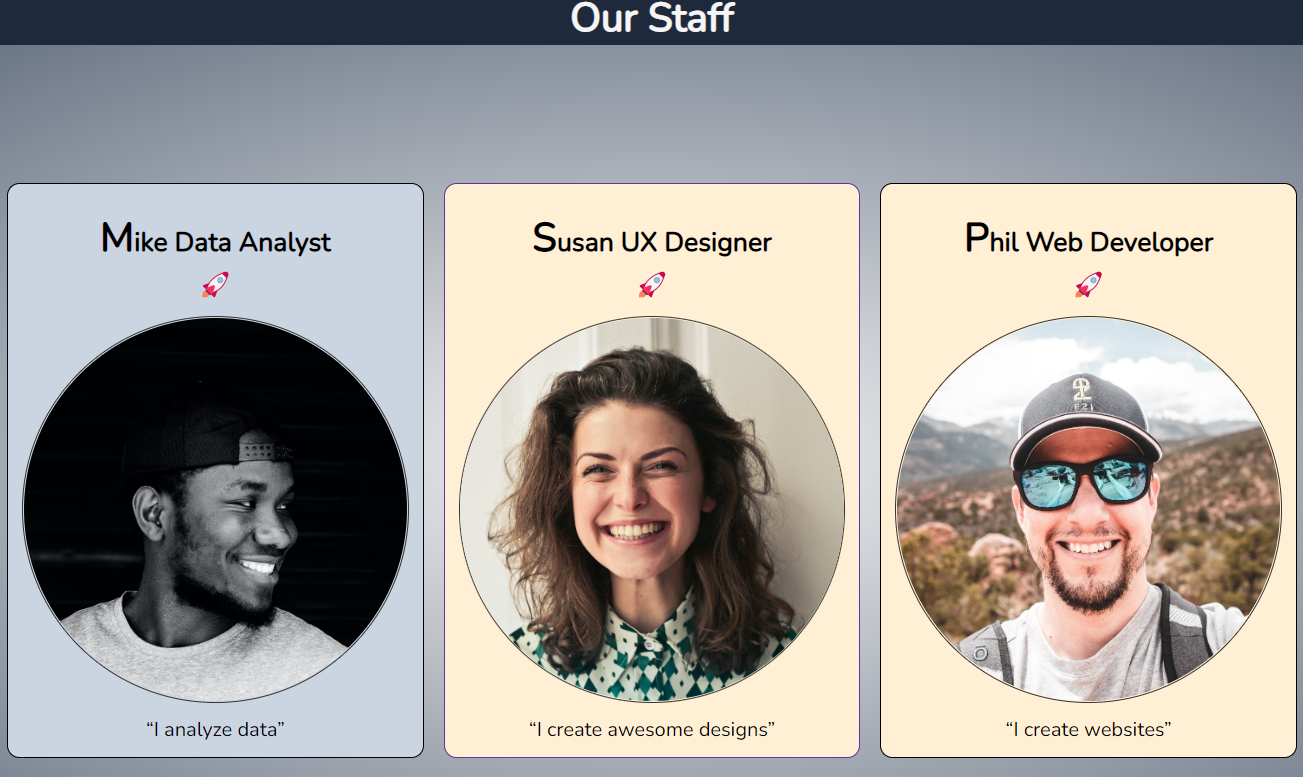 Our Staff
Mike Data Analyst
Susan UX Designer
Phil Web Developer
“I analyze data”
“I create awesome designs”
“I create websites”